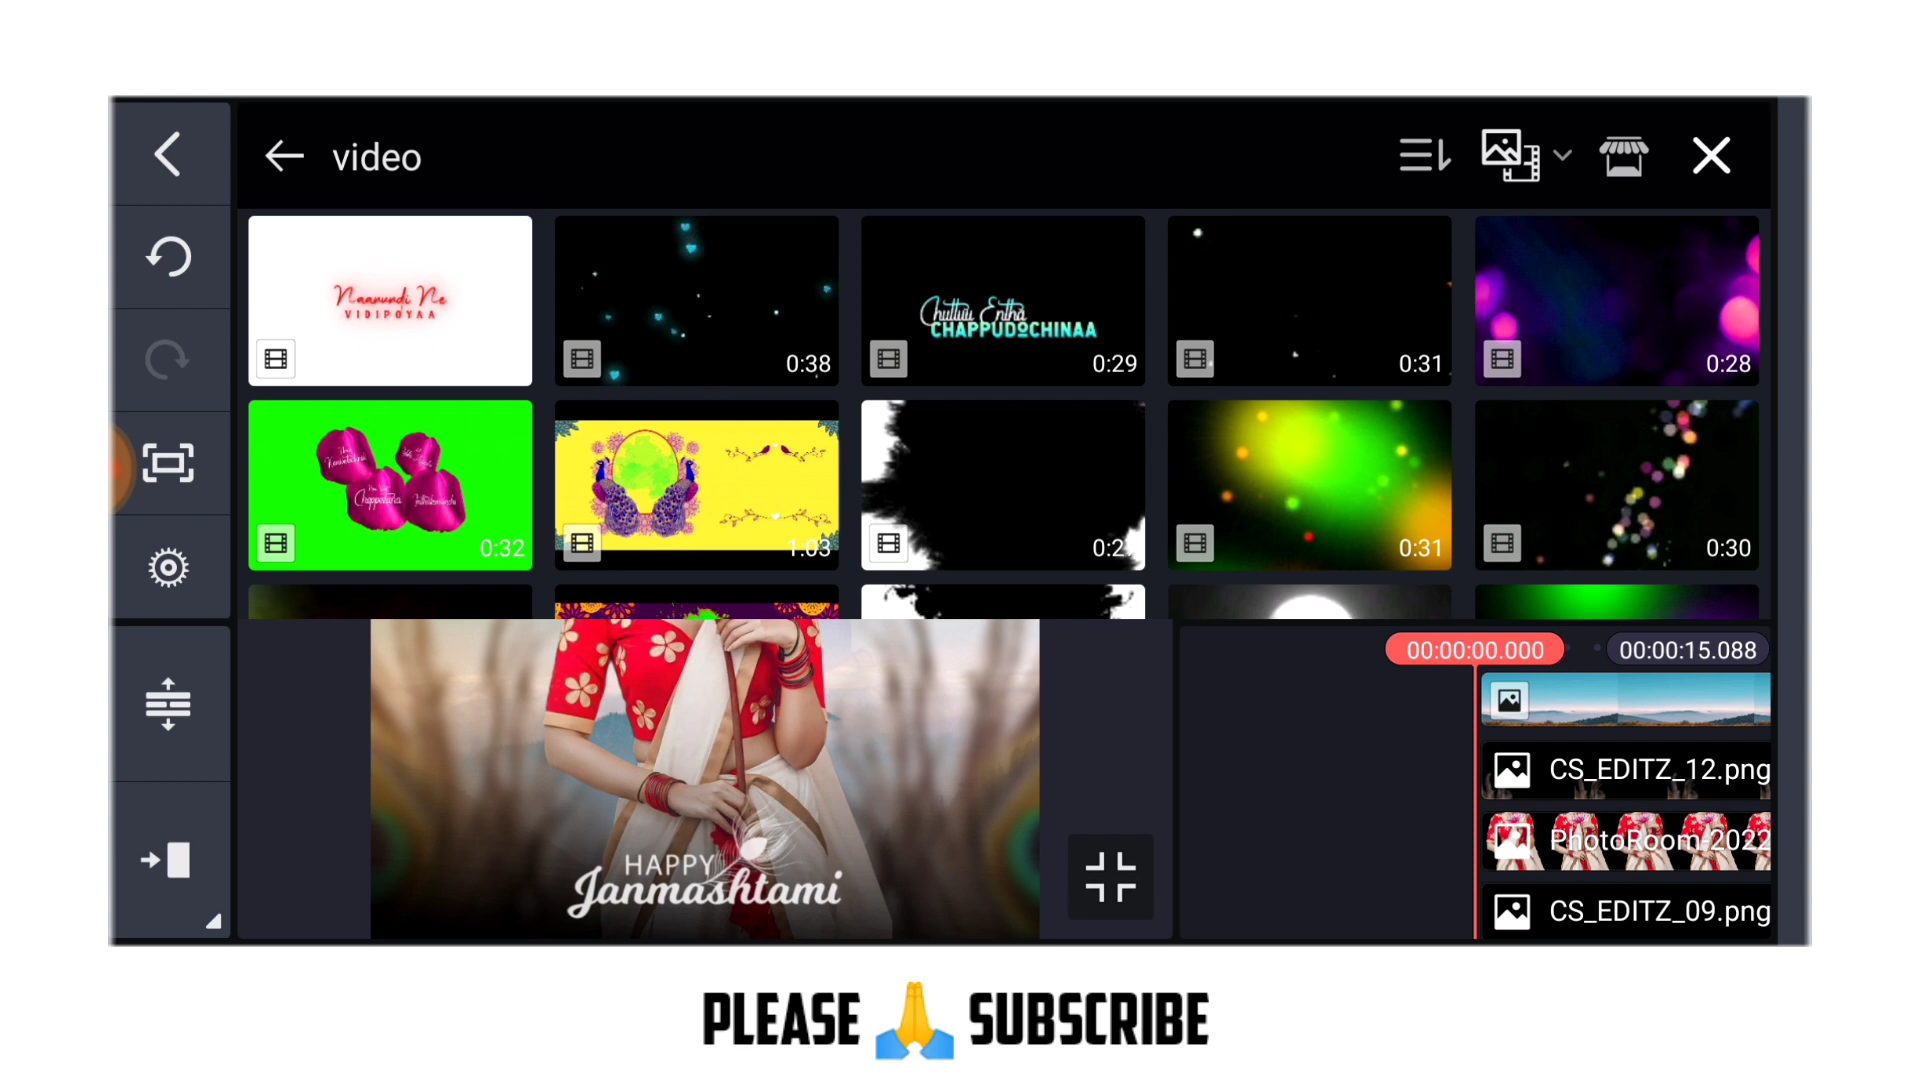 video
Naanundi Ne
VIDIPOYAA
0:38
Chuttuu Entha
CHAPPUDOCHINAA
0:29
0:31
0:28
0:32
1:03
0:31
0:30
00:00:00.000
00:00:15.088
CS_EDITZ_12.png
PhotoRoom-2022
CS_EDITZ_09.png
HAPPY
Janmashtami
PLEASE 🙏 SUBSCRIBE